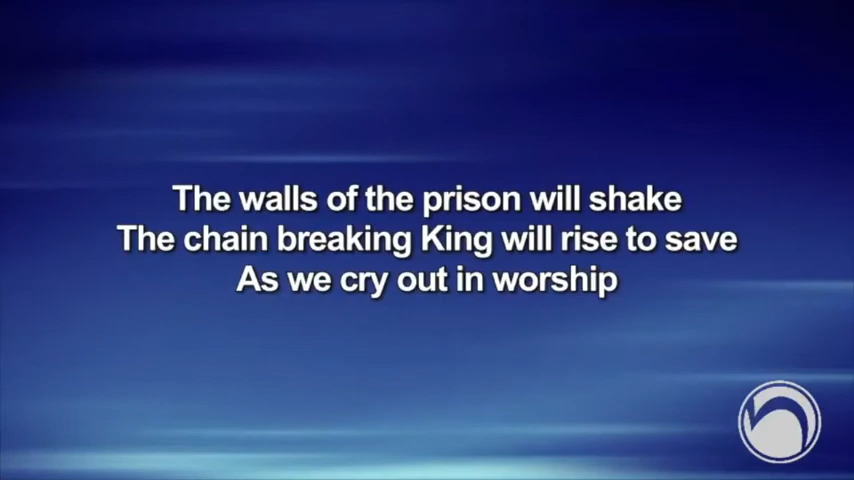 The walls of the prison will shake
The chain breaking King will rise to save
As we cry out in worship